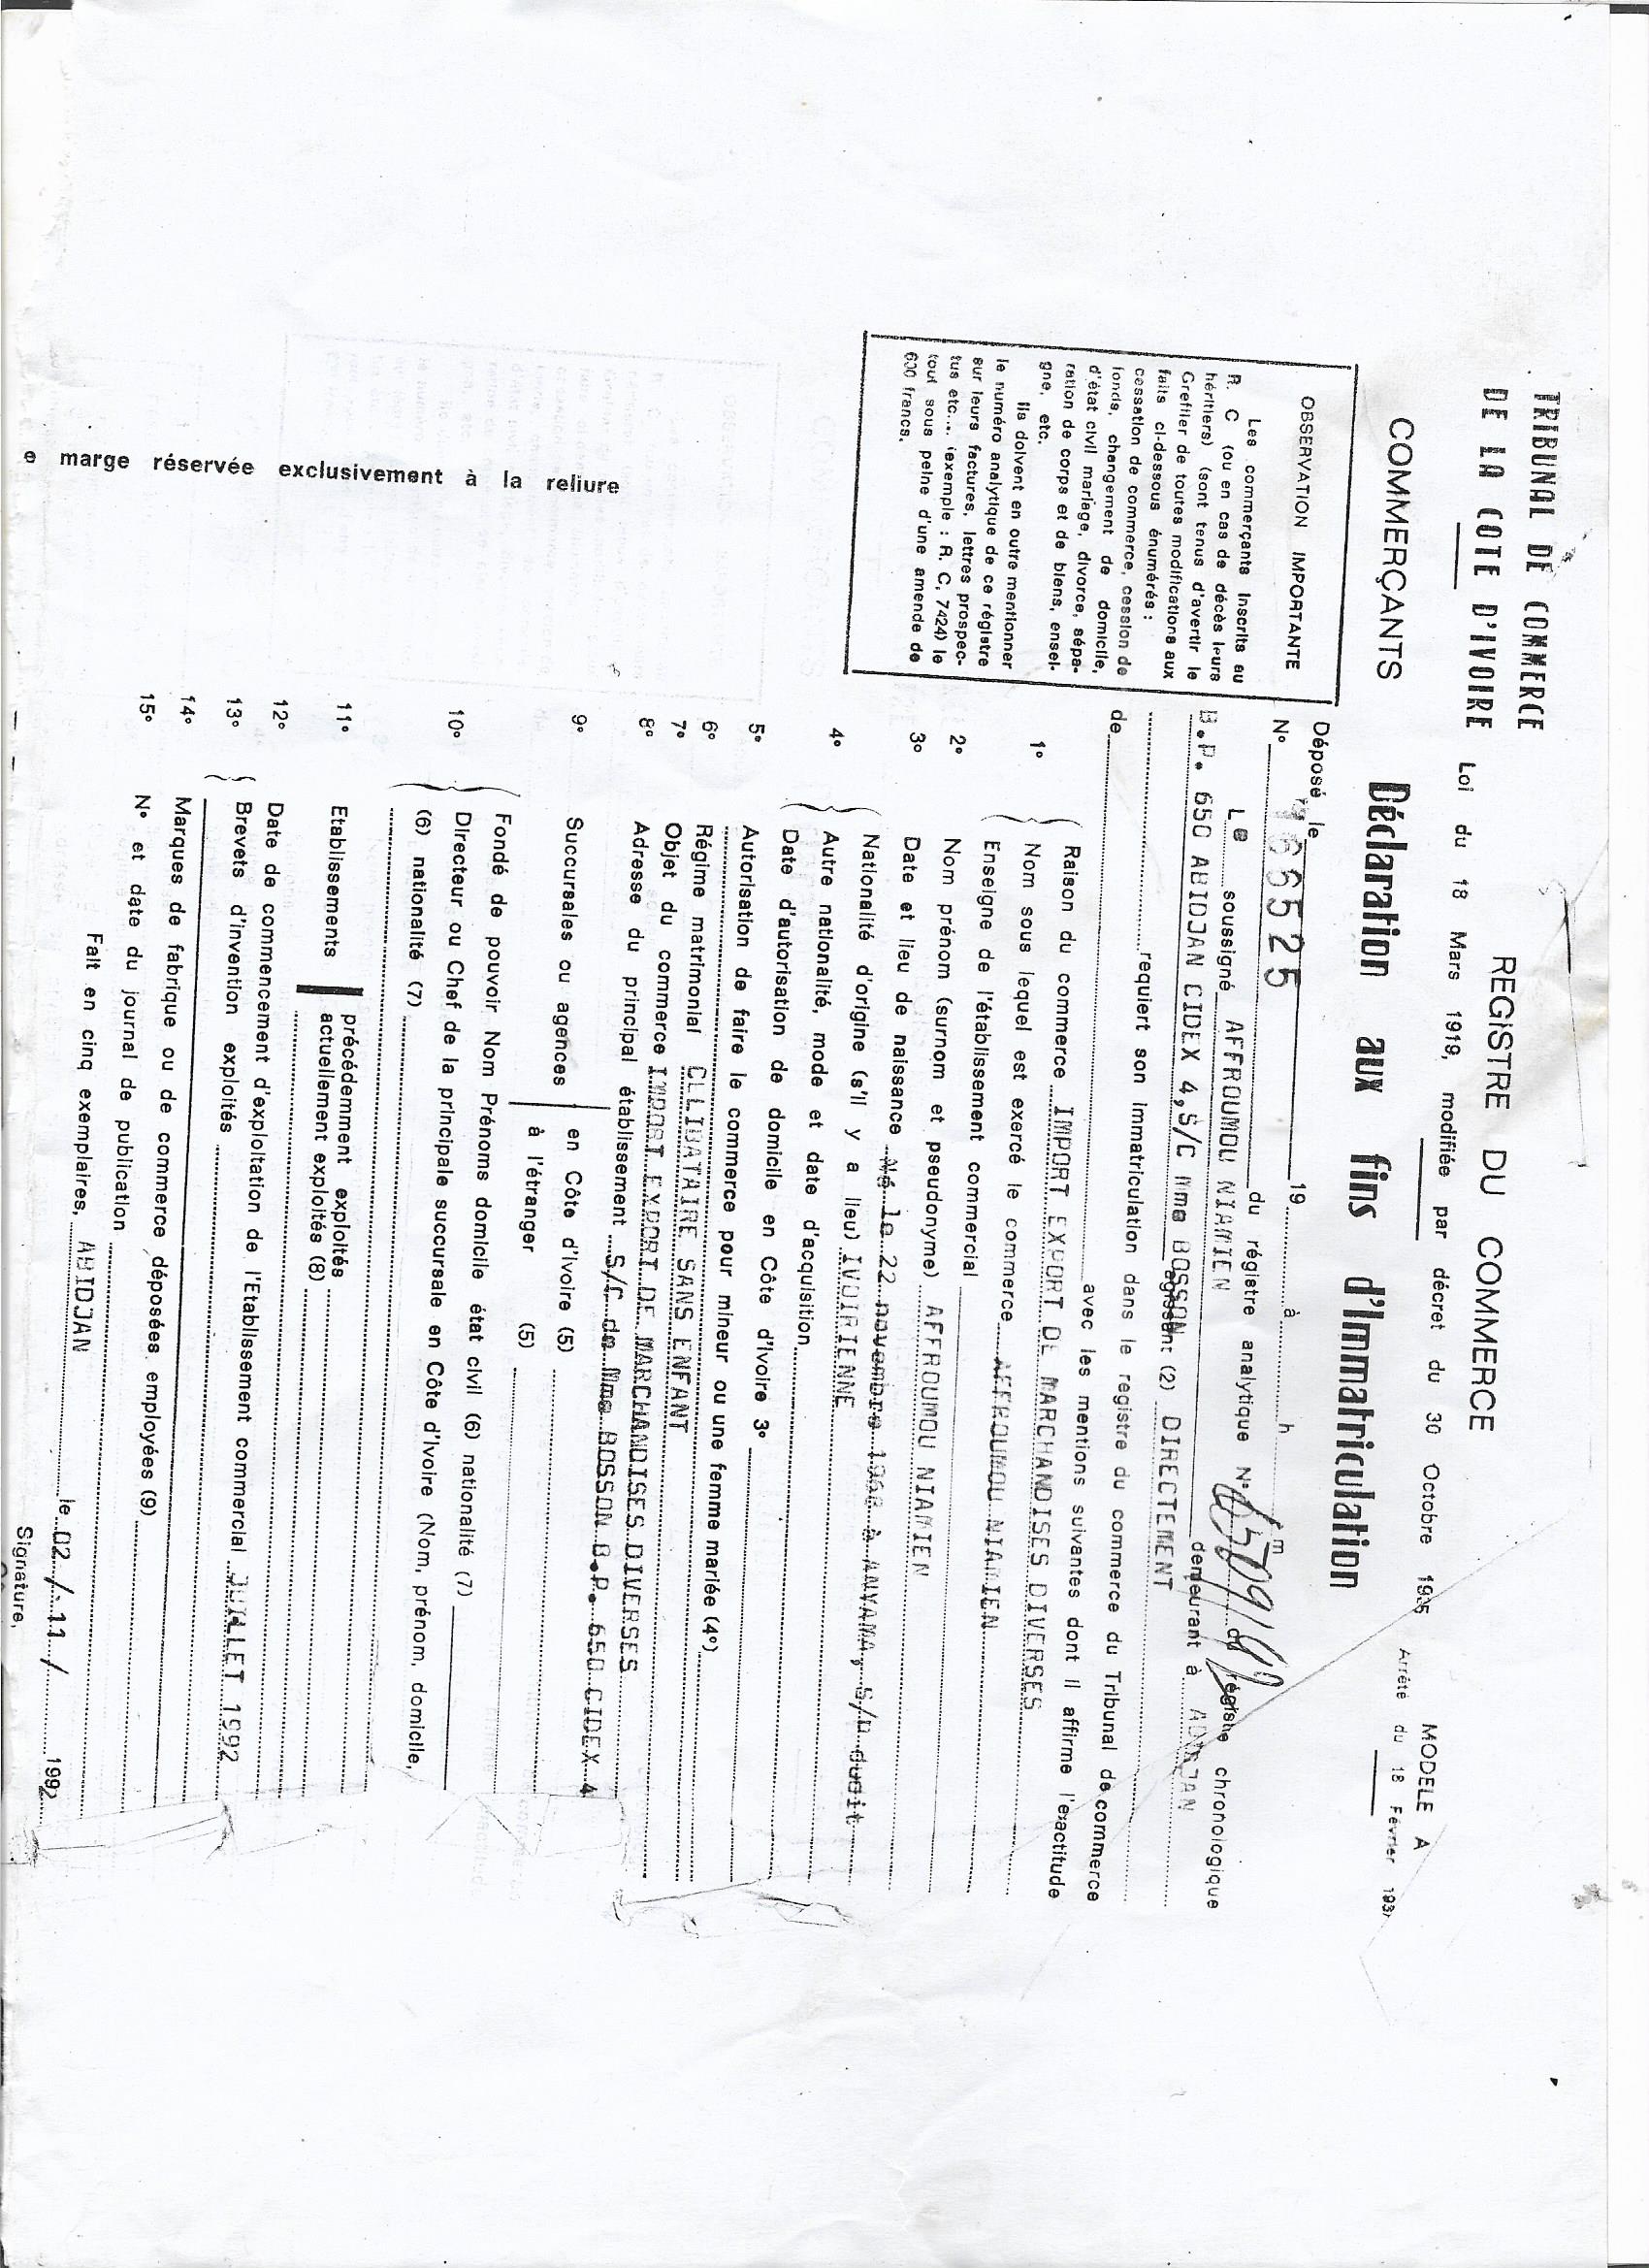 TRIBUNAL DE COMMERCE
DE LA COTE D'IVOIRE
REGISTRE DU COMMERCE
MODELE A
Loi du 18 Mars 1919, modifiée par décret du 30 Octobre 1935
Arrêté du 18 Février 1937
COMMERÇANTS
Déclaration aux fins d'Immatriculation
OBSERVATION IMPORTANTE
Les commerçants inscrits au
R. C (ou en cas de décès leurs
héritiers) (sont tenus d'avertir le
Greffier de toutes modifications aux
faits ci-dessous énumérés :
cessation de commerce, cession de
fonds, changement de domicile,
d'état civil mariage, divorce, sépa-
ration de corps et de biens, ensei-
gne, etc.
Ils doivent en outre mentionner
le numéro analytique de ce régistre
sur leurs factures, lettres prospec-
tus etc... (exemple : R. C, 7424) le
tout sous peine d'une amende de
600 francs.
Déposé le 19 à h m
N° 166525 du régistre analytique N° du régistre chronologique
Le soussigné AFFROUMOU NIAMIEN demeurant à
B.P. 650 ABIDJAN CIDEX 4,S/C Mme BOSSON agissant (2) DIRECTEMENT
requiert son immatriculation dans le registre du commerce du Tribunal de commerce
de avec les mentions suivantes dont il affirme l'exactitude
1° Raison du commerce IMPORT EXPORT DE MARCHANDISES DIVERSES
Nom sous lequel est exercé le commerce AFFROUMOU NIAMIEN
Enseigne de l'établissement commercial
2° Nom prénom (surnom et pseudonyme) AFFROUMOU NIAMIEN
3° Date et lieu de naissance Né le 22 novembre 1968 à ANYAMA, S/P dudit
4° Nationalité d'origine (s'il y a lieu) IVOIRIENNE
Autre nationalité, mode et date d'acquisition
Date d'autorisation de domicile en Côte d'Ivoire 3°
5° Autorisation de faire le commerce pour mineur ou une femme mariée (4°)
6° Régime matrimonial CELIBATAIRE SANS ENFANT
7° Objet du commerce IMPORT EXPORT DE MARCHANDISES DIVERSES
8° Adresse du principal établissement S/C de Mme BOSSON B.P. 650 CIDEX 4
9° Succursales ou agences en Côte d'Ivoire (5)
à l'étranger (5)
10° Fondé de pouvoir Nom Prénoms domicile état civil (6) nationalité (7)
Directeur ou Chef de la principale succursale en Côte d'Ivoire (Nom, prénom, domicile,
(6) nationalité (7)
11° Etablissements précédemment exploités
actuellement exploités (8)
12° Date de commencement d'exploitation de l'Etablissement commercial JUILLET 1992
13° Brevets d'invention exploités
14° Marques de fabrique ou de commerce déposées employées (9)
15° N° et date du journal de publication
Fait en cinq exemplaires, ABIDJAN le 02 / 11 / 1992
Signature,
e marge réservée exclusivement à la reliure